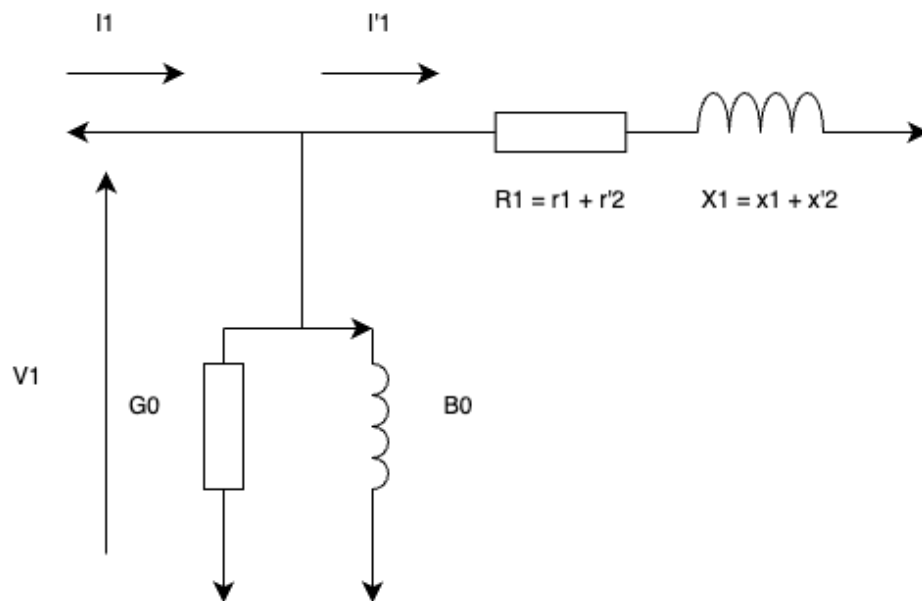 I1
I'1
R1 = r1 + r'2
X1 = x1 + x'2
V1
G0
B0